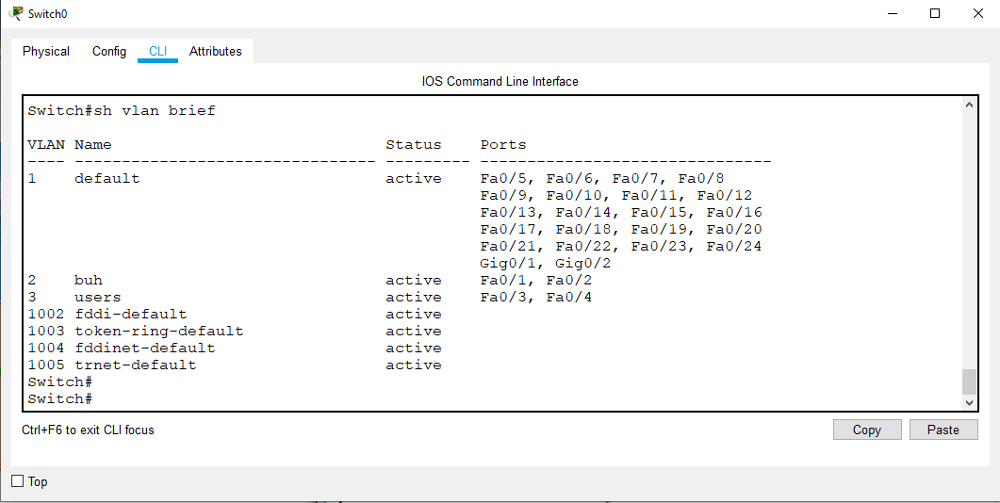 Switch0
Physical Config CLI Attributes
IOS Command Line Interface
Switch#sh vlan brief
VLAN Name                             Status    Ports
---- -------------------------------- --------- -------------------------------
1    default                          active    Fa0/5, Fa0/6, Fa0/7, Fa0/8
                                                Fa0/9, Fa0/10, Fa0/11, Fa0/12
                                                Fa0/13, Fa0/14, Fa0/15, Fa0/16
                                                Fa0/17, Fa0/18, Fa0/19, Fa0/20
                                                Fa0/21, Fa0/22, Fa0/23, Fa0/24
                                                Gig0/1, Gig0/2
2    buh                              active    Fa0/1, Fa0/2
3    users                            active    Fa0/3, Fa0/4
1002 fddi-default                     active
1003 token-ring-default               active
1004 fddinet-default                  active
1005 trnet-default                    active
Switch#
Switch#
Ctrl+F6 to exit CLI focus Copy Paste
Top